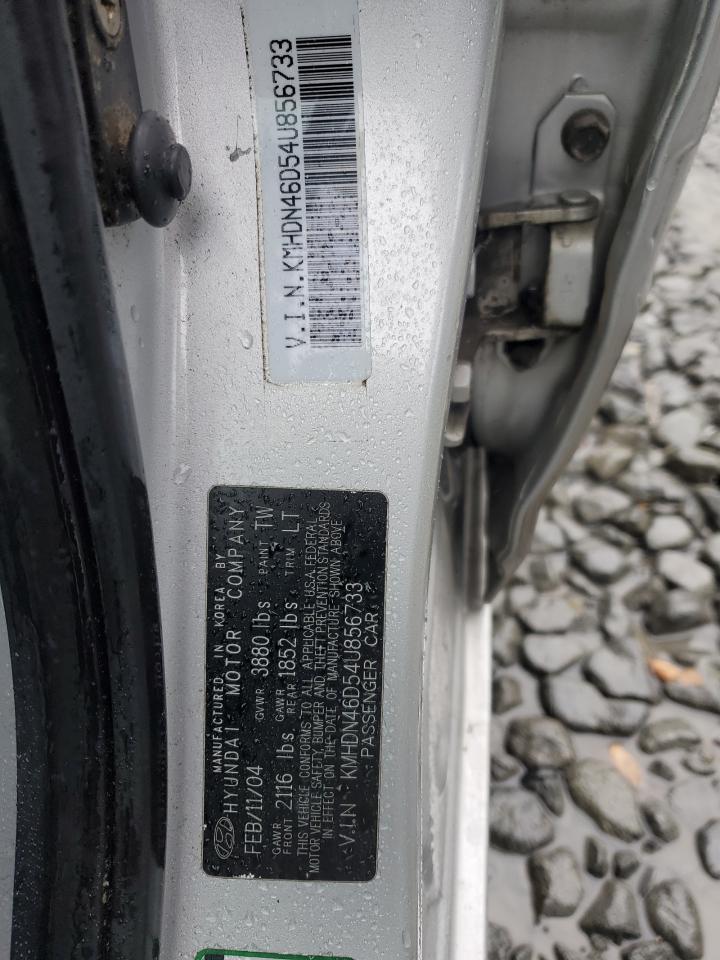 V.I.N.KMHDN46D54U856733
MANUFACTURED IN KOREA BY
HYUNDAI MOTOR COMPANY
FEB/11/04 GVWR 3880 lbs PAINT TW
GAWR FRONT 2116 lbs GAWR REAR 1852 lbs TRIM LT
THIS VEHICLE CONFORMS TO ALL APPLICABLE U.S.A. FEDERAL
MOTOR VEHICLE SAFETY, BUMPER AND THEFT PREVENTION STANDARDS
IN EFFECT ON THE DATE OF MANUFACTURE SHOWN ABOVE
V.I.N : KMHDN46D54U856733
PASSENGER CAR